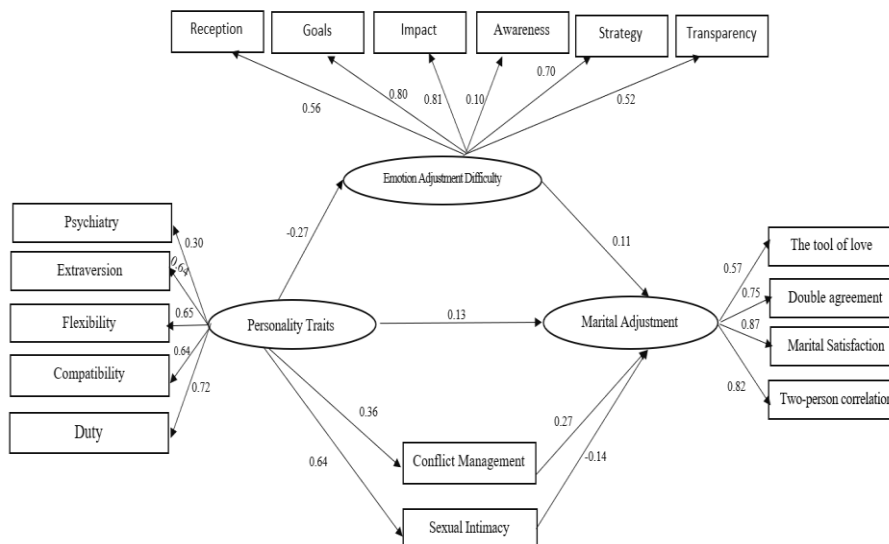 Reception
Goals
Impact
Awareness
Strategy
Transparency
0.56
0.80
0.81
0.10
0.70
0.52
Emotion Adjustment Difficulty
Psychiatry
Extraversion
Flexibility
Compatibility
Duty
0.30
0.64
0.65
0.64
0.72
Personality Traits
-0.27
0.13
0.11
0.36
0.64
Conflict Management
Sexual Intimacy
0.27
-0.14
Marital Adjustment
0.57
0.75
0.87
0.82
The tool of love
Double agreement
Marital Satisfaction
Two-person correlation